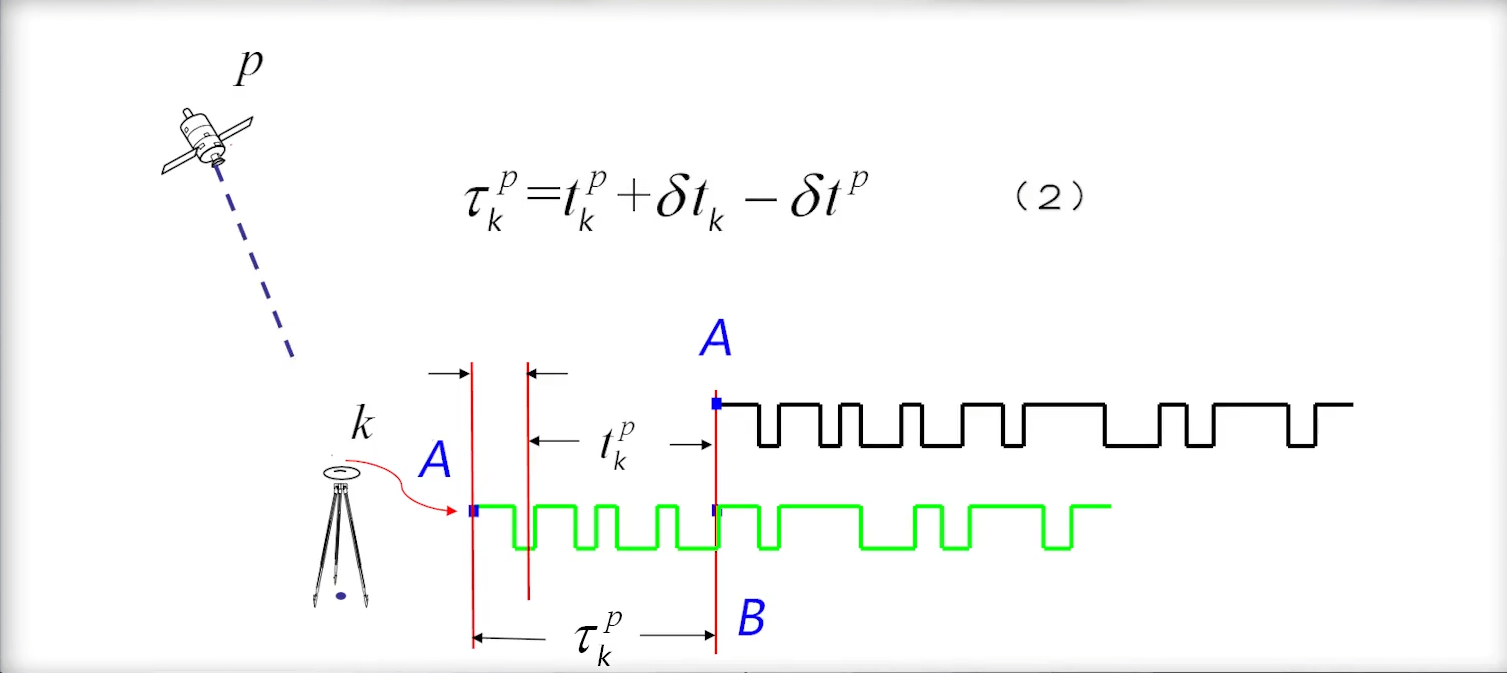 p
τ_k^p=t_k^p+δt_k − δt^p （2）
A
k
A
t_k^p
B
τ_k^p